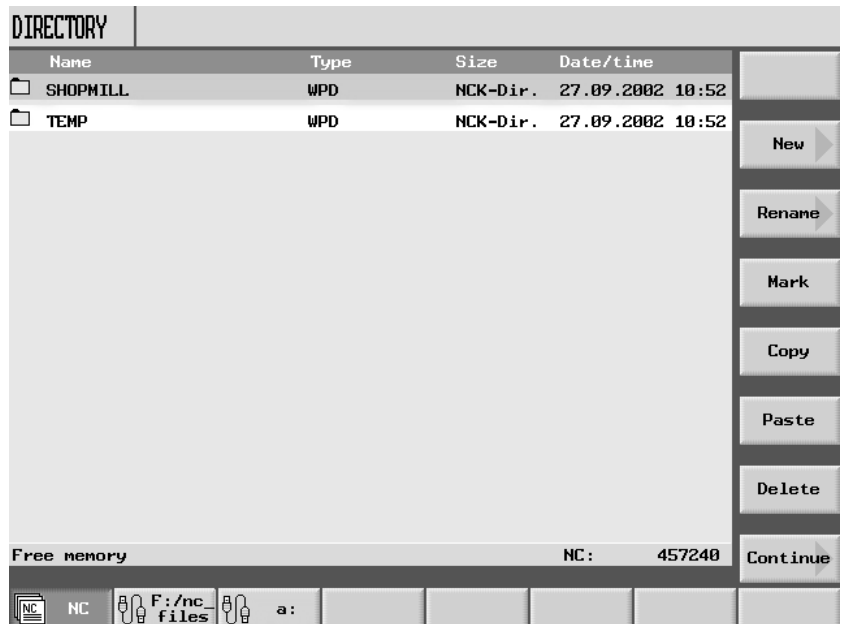 DIRECTORY
Name Type Size Date/time
SHOPMILL WPD NCK-Dir. 27.09.2002 10:52
TEMP WPD NCK-Dir. 27.09.2002 10:52
New
Rename
Mark
Copy
Paste
Delete
Continue
Free memory NC: 457240
NC NC F:/nc_ a:
files